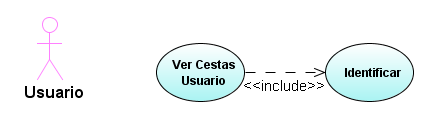 Ver Cestas
Usuario
Identificar
<<include>>
Usuario